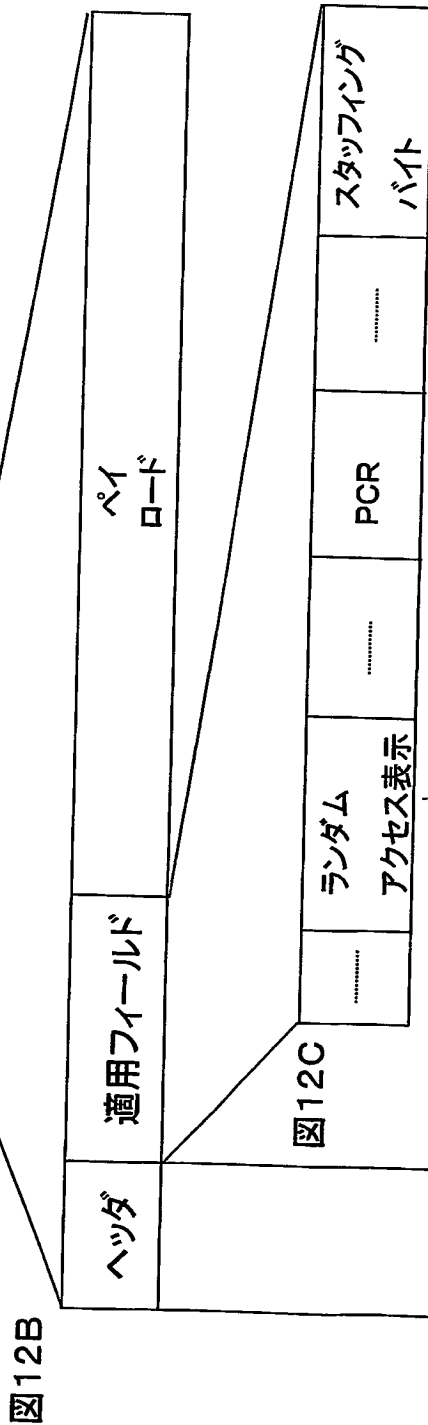 図12B
ヘッダ
適用フィールド
ペイ
ロード
図12C
............
ランダム
アクセス表示
............
PCR
............
スタッフィング
バイト